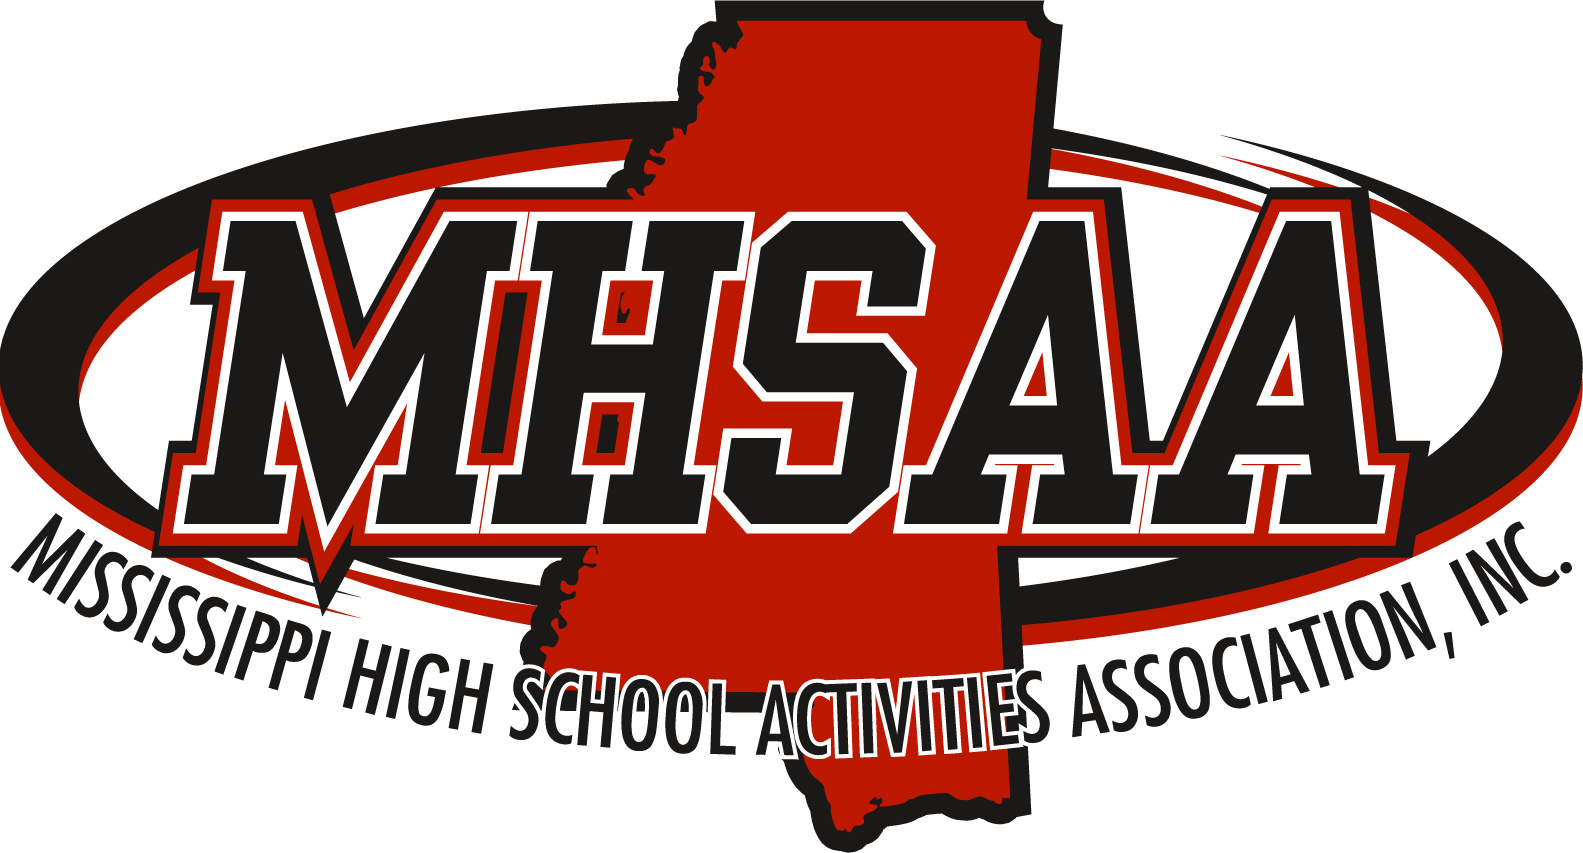 MHSAA
MISSISSIPPI HIGH SCHOOL ACTIVITIES ASSOCIATION, INC.